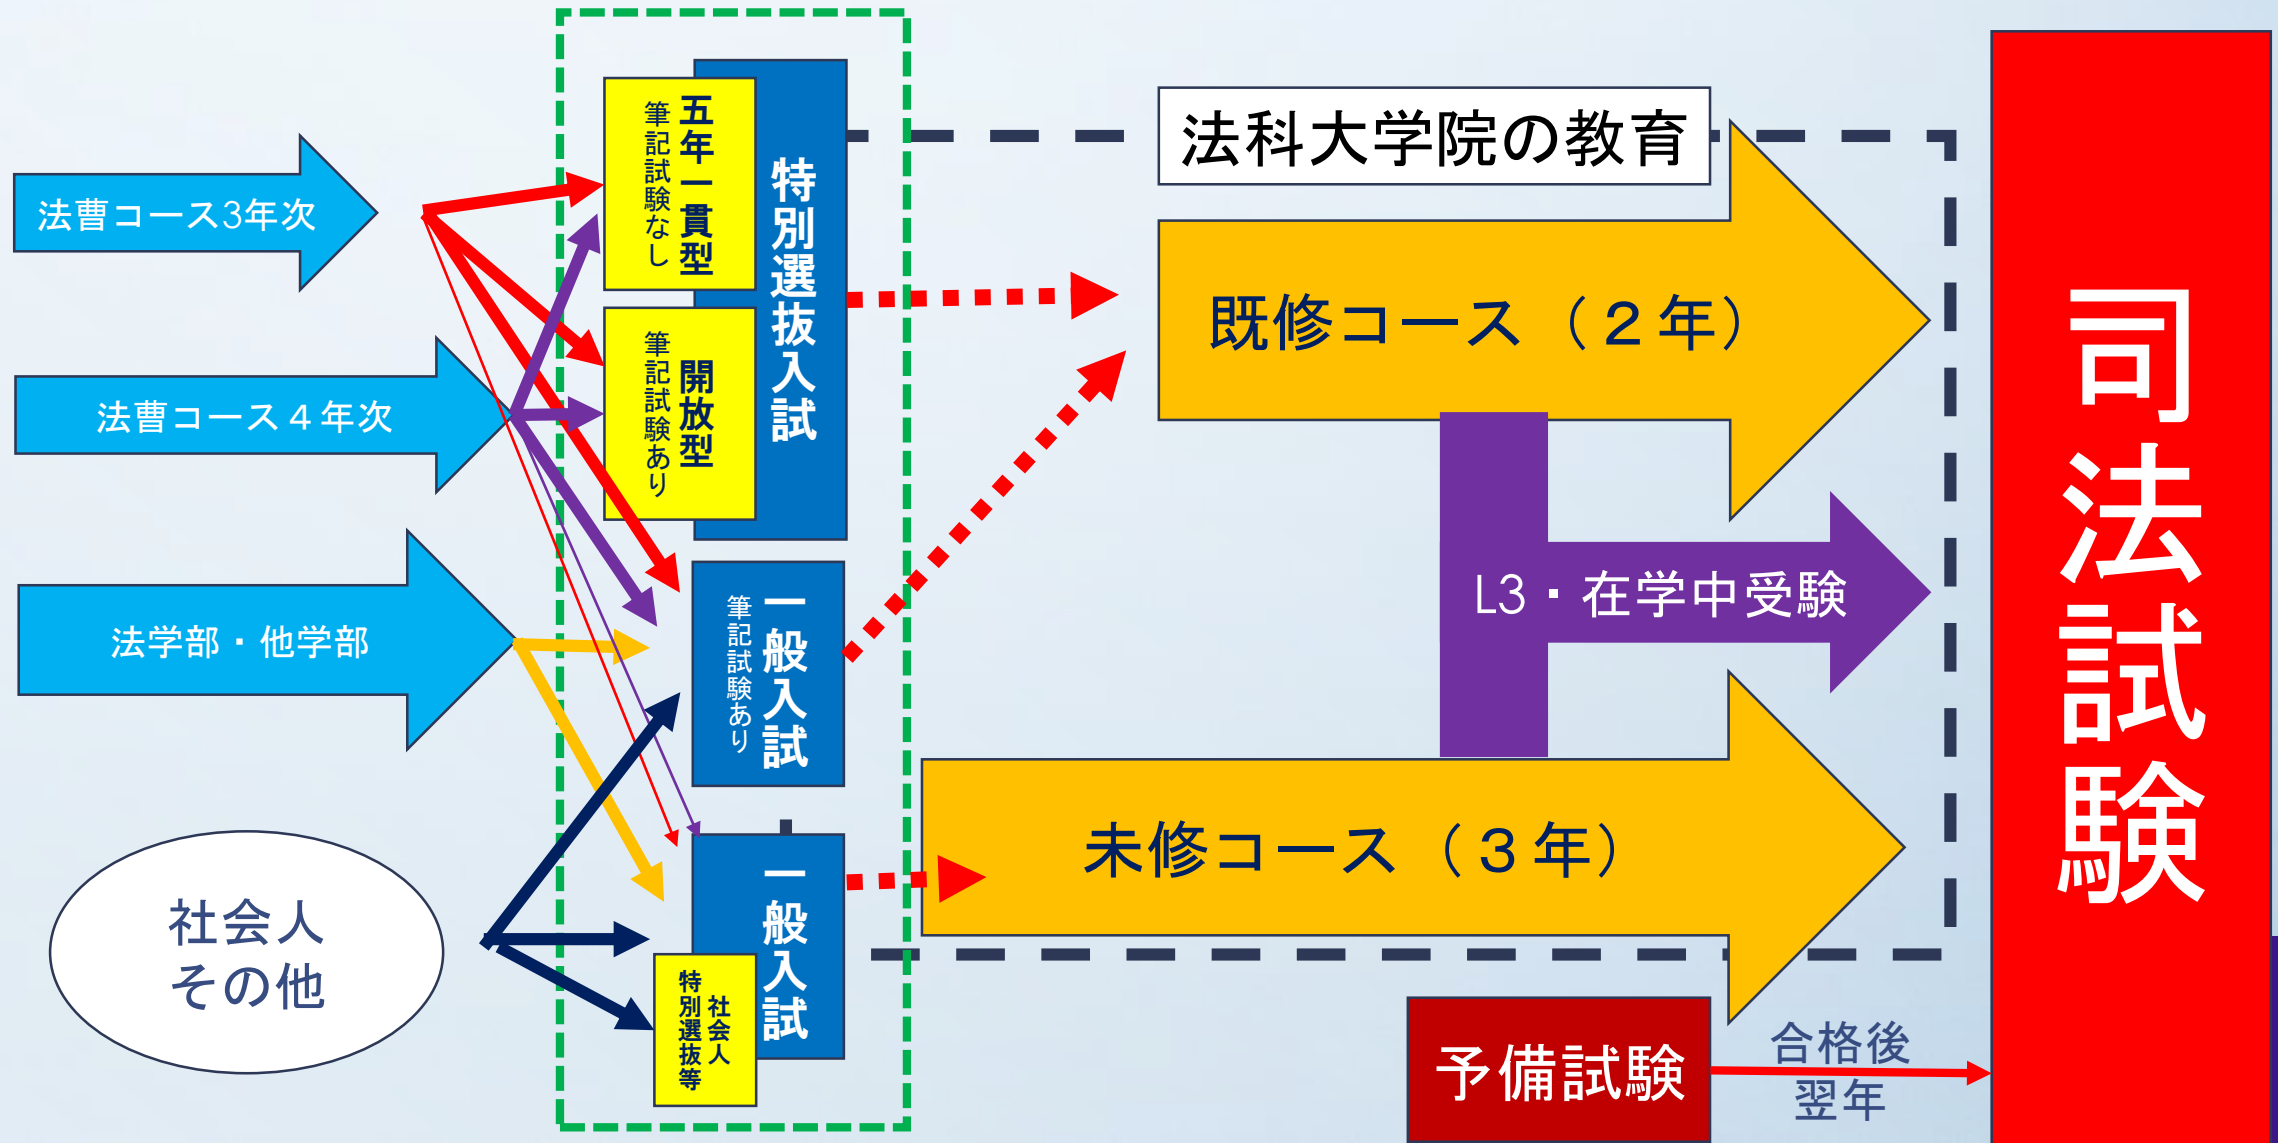 法曹コース3年次
法曹コース４年次
法学部・他学部
社会人
その他
五年一貫型
筆記試験なし
開放型
筆記試験あり
特別選抜入試
一般入試
筆記試験あり
一般入試
社会人
特別選抜等
法科大学院の教育
既修コース（２年）
L3・在学中受験
未修コース（３年）
予備試験
合格後
翌年
司法試験